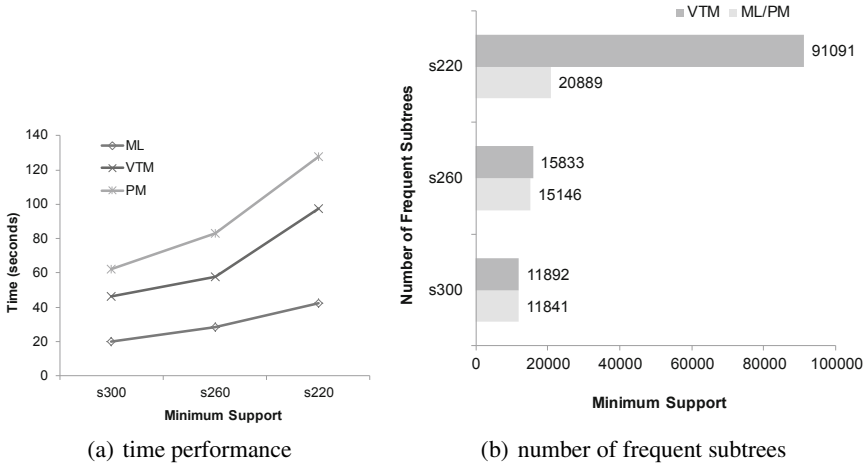 ML
VTM
PM
140
120
100
80
60
40
20
0
Time (seconds)
s300 s260 s220
Minimum Support
(a) time performance
VTM ML/PM
s220
91091
20889
s260
15833
15146
s300
11892
11841
Number of Frequent Subtrees
0 20000 40000 60000 80000 100000
Minimum Support
(b) number of frequent subtrees